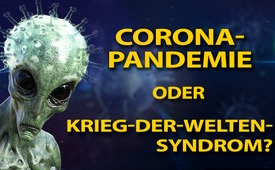 CORONA-
PANDEMIE
ODER
KRIEG-DER-WELTEN-
SYNDROM?